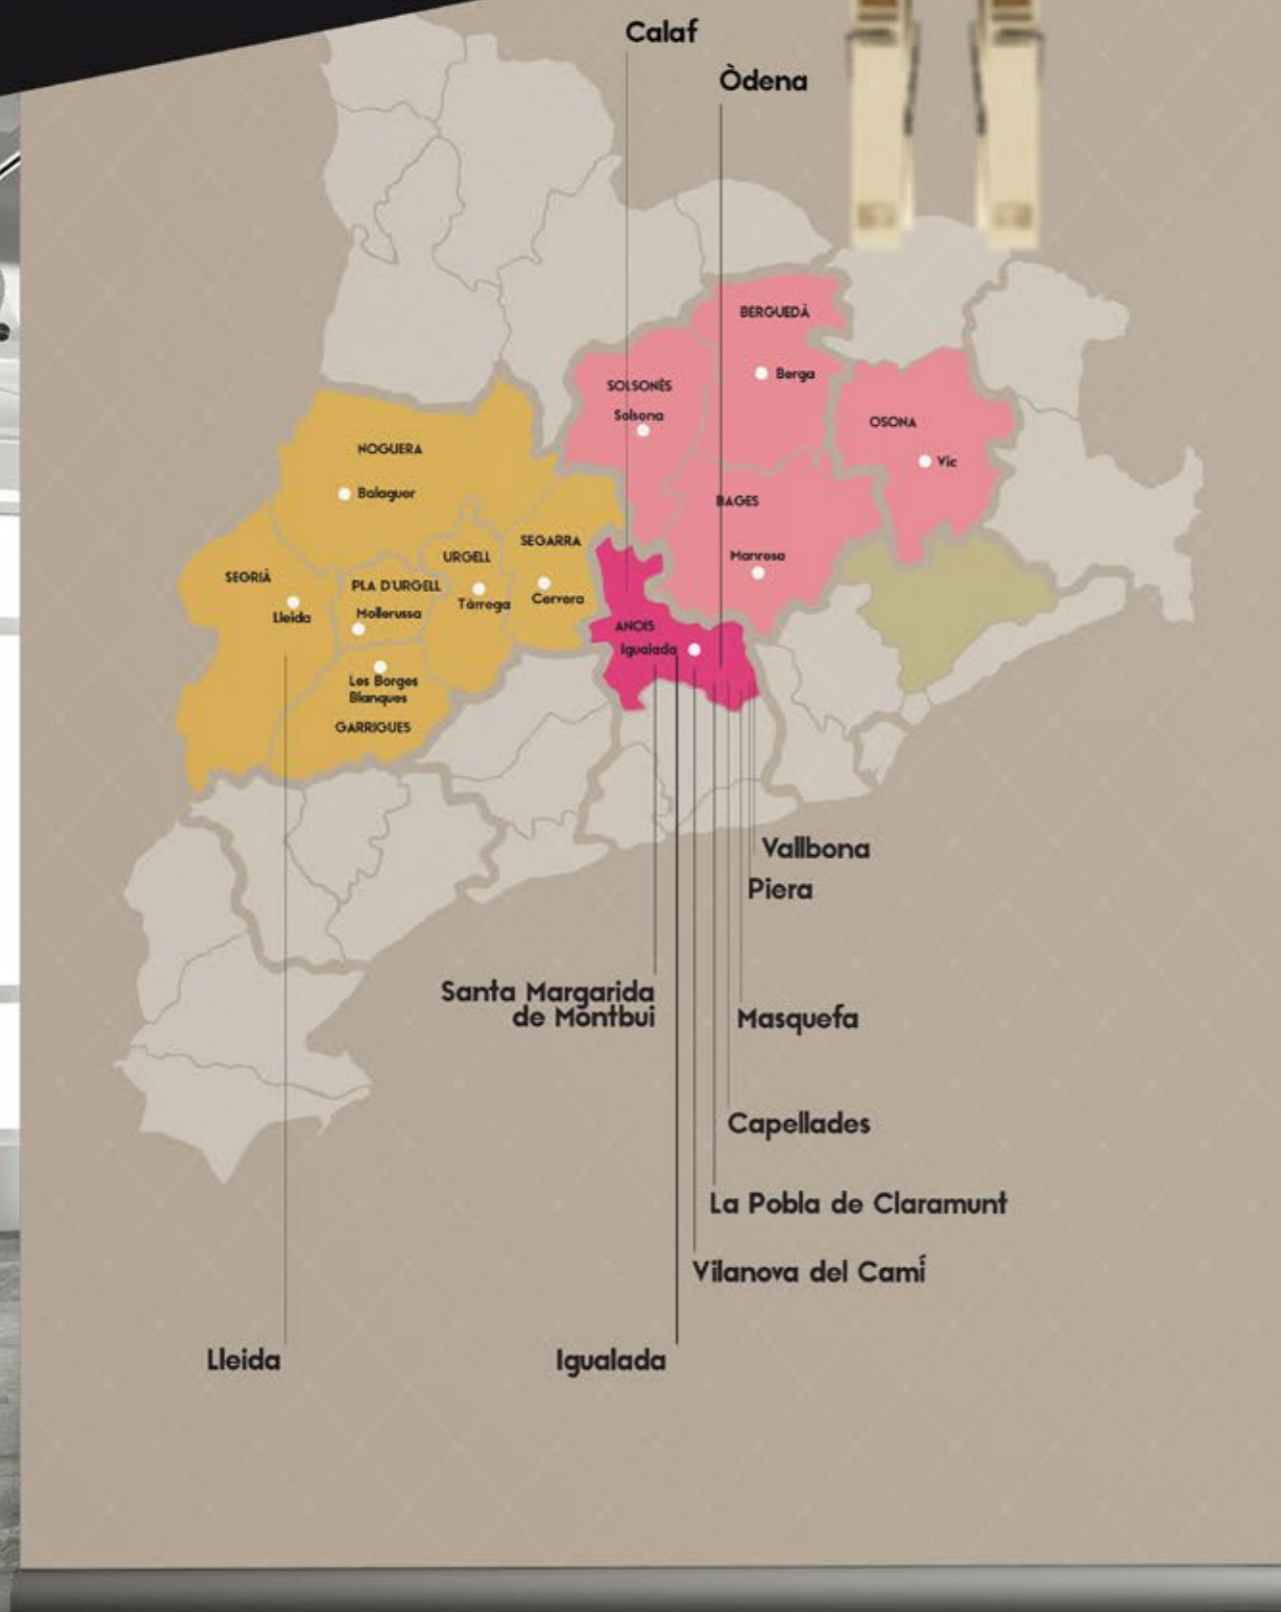 Calaf
Òdena
BERGUEDÀ
Berga
SOLSONÈS
Solsona
OSONA
Vic
NOGUERA
Balaguer
BAGES
Manresa
SEGARRA
Cervera
URGELL
Tàrrega
SEGRIÀ
Lleida
PLA D'URGELL
Mollerussa
ANOIS
Igualada
Les Borges
Blanques
GARRIGUES
Vallbona
Piera
Santa Margarida
de Montbui
Masquefa
Capellades
La Pobla de Claramunt
Vilanova del Camí
Lleida
Igualada